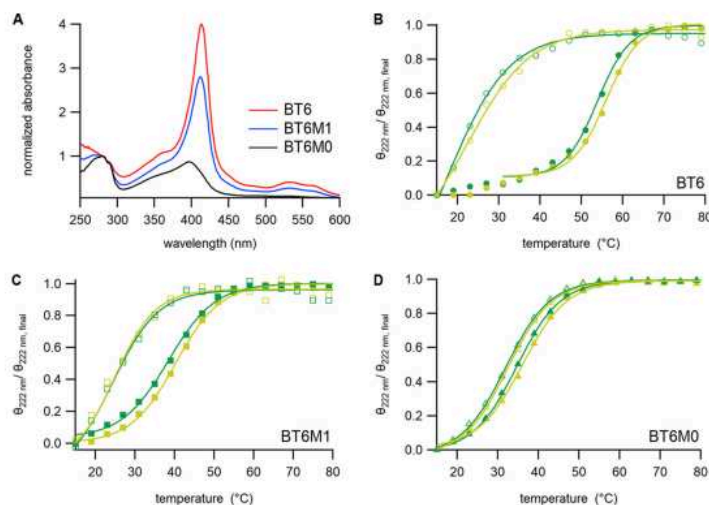 A
normalized absorbance
4
3
2
1
BT6
BT6M1
BT6M0
250 300 350 400 450 500 550 600
wavelength (nm)
B
θ222 nm/ θ222 nm, final
1.0
0.8
0.6
0.4
0.2
0.0
BT6
20 30 40 50 60 70 80
temperature (°C)
C
θ222 nm/ θ222 nm, final
1.0
0.8
0.6
0.4
0.2
0.0
BT6M1
20 30 40 50 60 70 80
temperature (°C)
D
θ222 nm/ θ222 nm, final
1.0
0.8
0.6
0.4
0.2
0.0
BT6M0
20 30 40 50 60 70 80
temperature (°C)